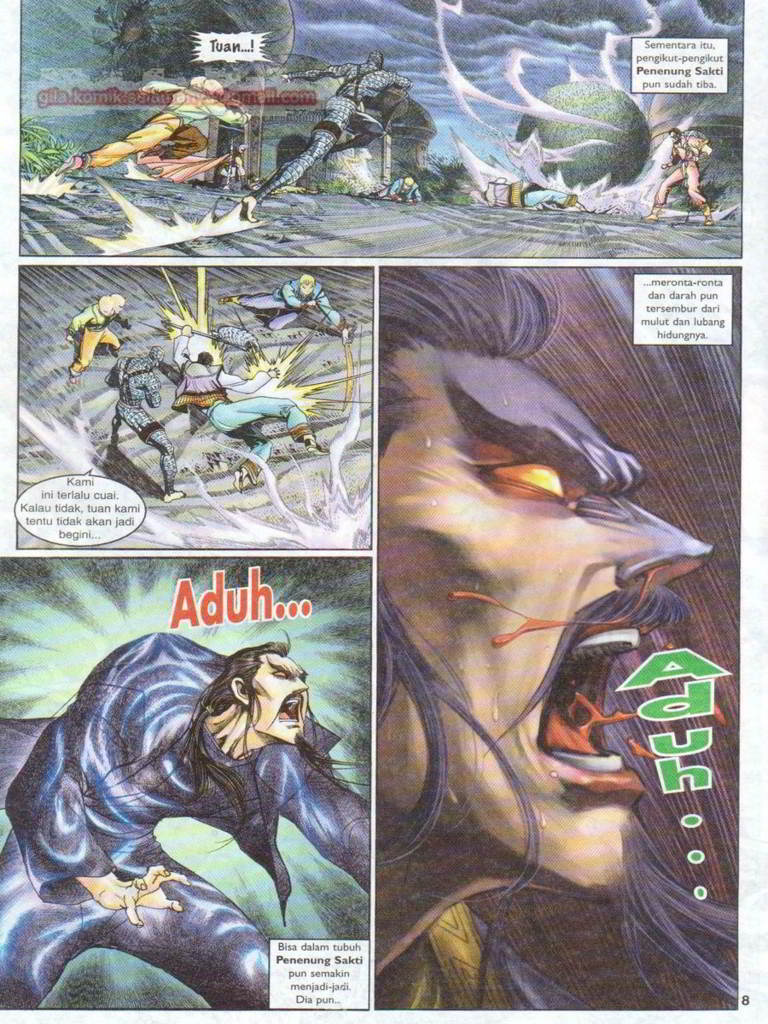 Tuan...!
Sementara itu,
pengikut-pengikut
Penenung Sakti
pun sudah tiba.
Kami
ini terlalu cuai.
Kalau tidak, tuan kami
tentu tidak akan jadi
begini...
Aduh...
Bisa dalam tubuh
Penenung Sakti
pun semakin
menjadi-jadi.
Dia pun...
...meronta-ronta
dan darah pun
tersembur dari
mulut dan lubang
hidungnya.
Aduh...
8